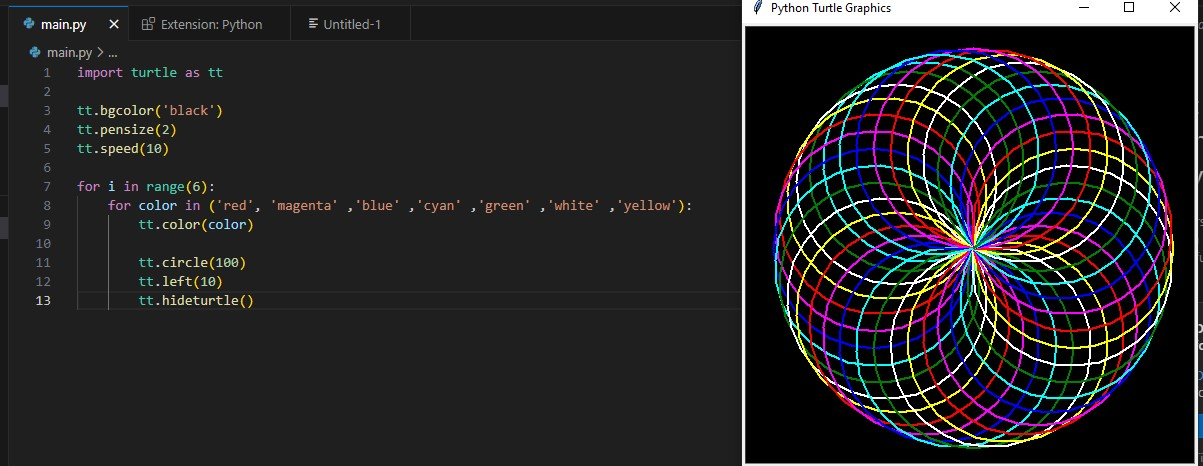 main.py Extension: Python Untitled-1
main.py > ...
1 import turtle as tt
2
3 tt.bgcolor('black')
4 tt.pensize(2)
5 tt.speed(10)
6
7 for i in range(6):
8 for color in ('red', 'magenta' ,'blue' ,'cyan' ,'green' ,'white' ,'yellow'):
9 tt.color(color)
10
11 tt.circle(100)
12 tt.left(10)
13 tt.hideturtle()
Python Turtle Graphics